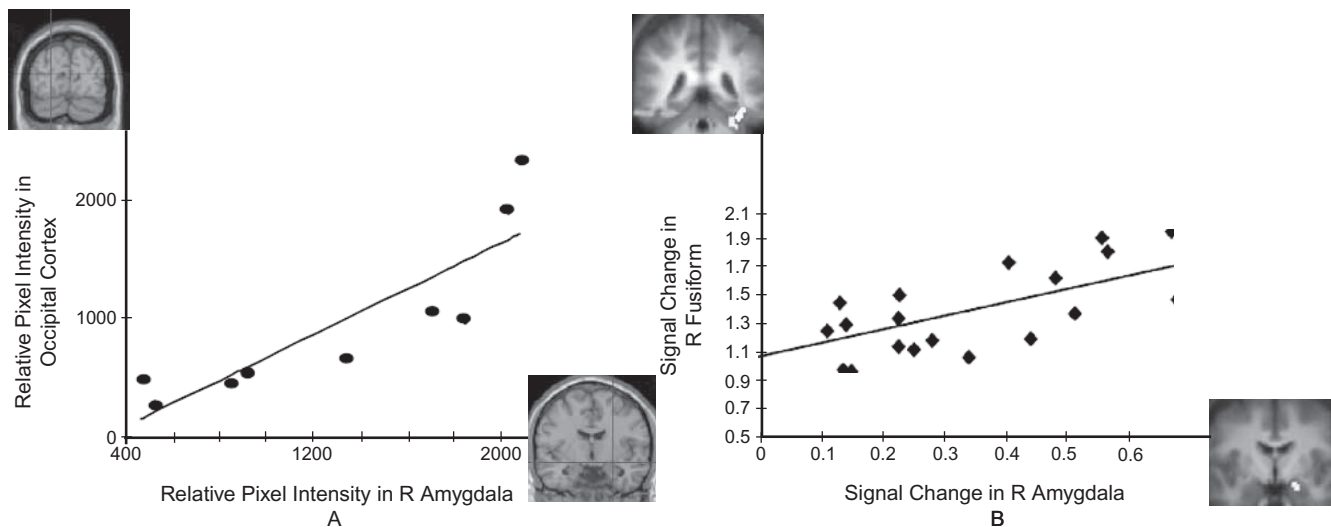 Relative Pixel Intensity in
Occipital Cortex
2000
1000
0
400
1200
2000
Relative Pixel Intensity in R Amygdala
A
Signal Change in
R Fusiform
2.1
1.9
1.7
1.5
1.3
1.1
0.9
0.7
0.5
0
0.1
0.2
0.3
0.4
0.5
0.6
Signal Change in R Amygdala
B